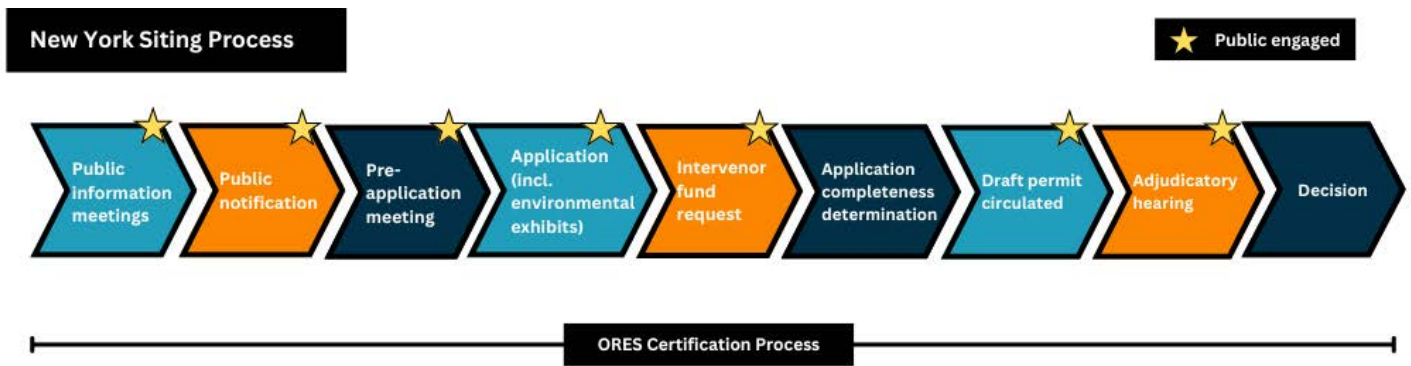 New York Siting Process
Public engaged
Public
information
meetings
Public
notification
Pre-
application
meeting
Application
(incl.
environmental
exhibits)
Intervenor
fund
request
Application
completeness
determination
Draft permit
circulated
Adjudicatory
hearing
Decision
ORES Certification Process